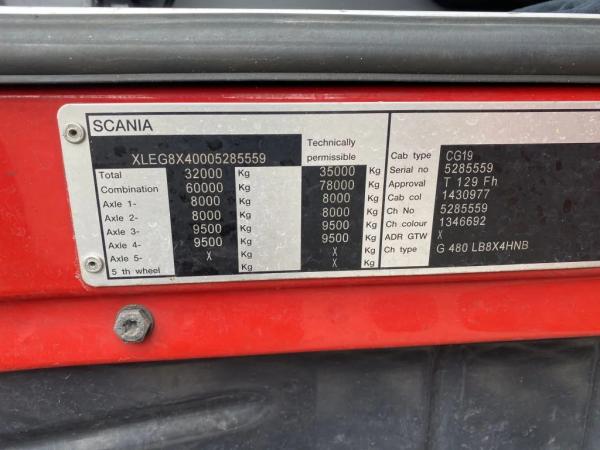 SCANIA
XLEG8X40005285559 Technically permissible
Total 32000 Kg 35000 Kg
Combination 60000 Kg 78000 Kg
Axle 1- 8000 Kg 8000 Kg
Axle 2- 8000 Kg 8000 Kg
Axle 3- 9500 Kg 9500 Kg
Axle 4- 9500 Kg 9500 Kg
Axle 5- X Kg X Kg
5 th wheel Kg X Kg
Cab type CG19
Serial no 5285559
Approval T 129 Fh
Cab col 1430977
Ch No 5285559
Ch colour 1346692
ADR GTW X
Ch type G 480 LB8X4HNB